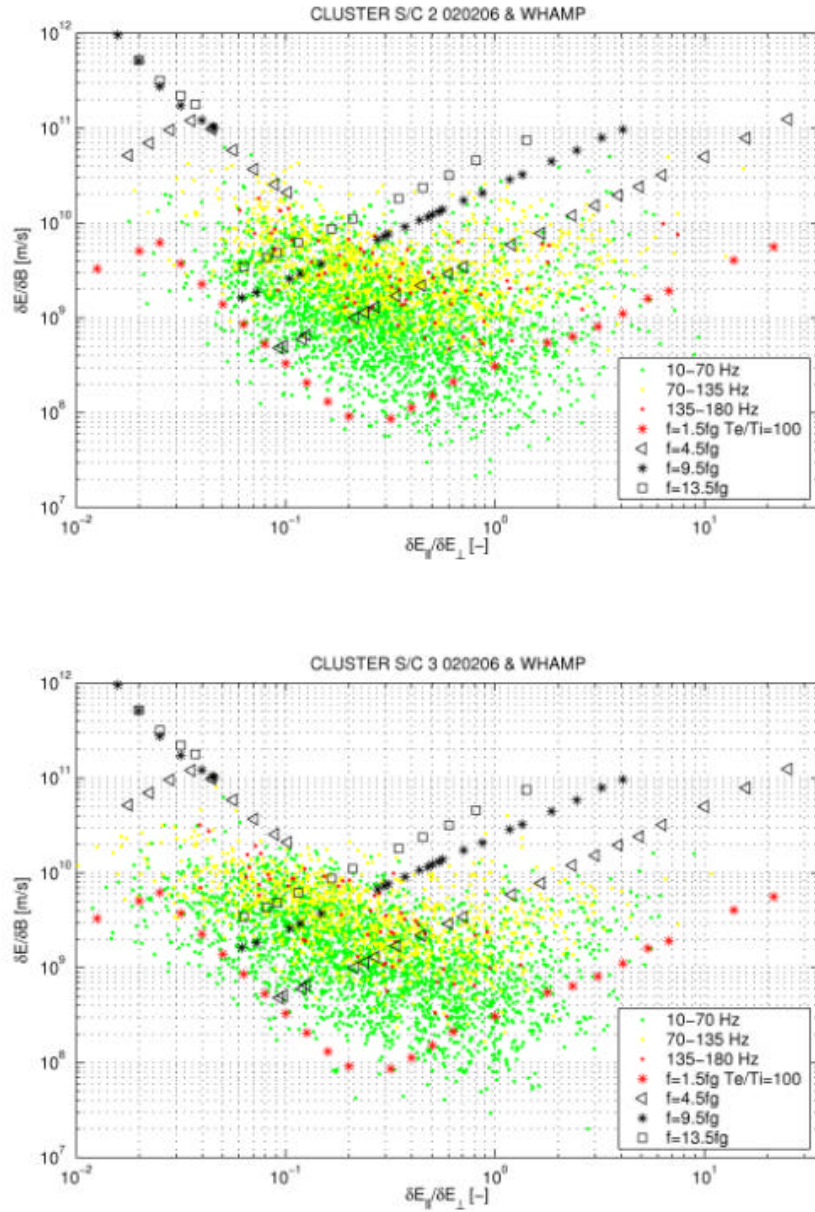 CLUSTER S/C 2 020206 & WHAMP
10^12
10^11
10^10
10^9
10^8
10^7
δE/δB [m/s]
10−70 Hz
70−135 Hz
135−180 Hz
f=1.5fg Te/Ti=100
f=4.5fg
f=9.5fg
f=13.5fg
10^-2
10^-1
10^0
10^1
δE_||/δE_⊥ [−]
CLUSTER S/C 3 020206 & WHAMP
10^12
10^11
10^10
10^9
10^8
10^7
δE/δB [m/s]
10−70 Hz
70−135 Hz
135−180 Hz
f=1.5fg Te/Ti=100
f=4.5fg
f=9.5fg
f=13.5fg
10^-2
10^-1
10^0
10^1
δE_||/δE_⊥ [−]